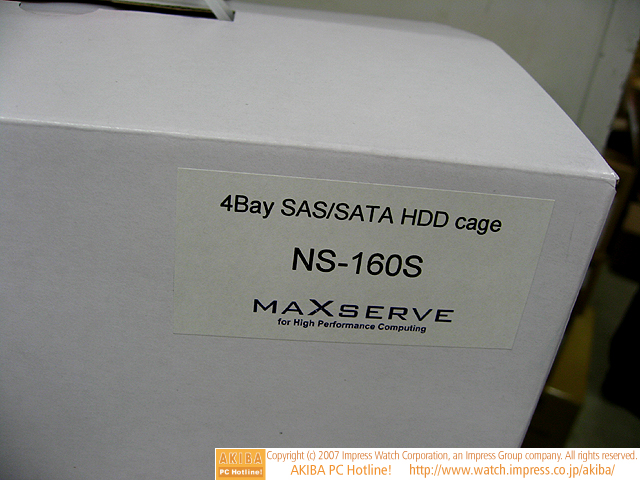 4Bay SAS/SATA HDD cage
NS-160S
MAXSERVE
for High Performance Computing
AKIBA
PC Hotline!
Copyright (c) 2007 Impress Watch Corporation, an Impress Group company. All rights reserved.
AKIBA PC Hotline! http://www.watch.impress.co.jp/akiba/